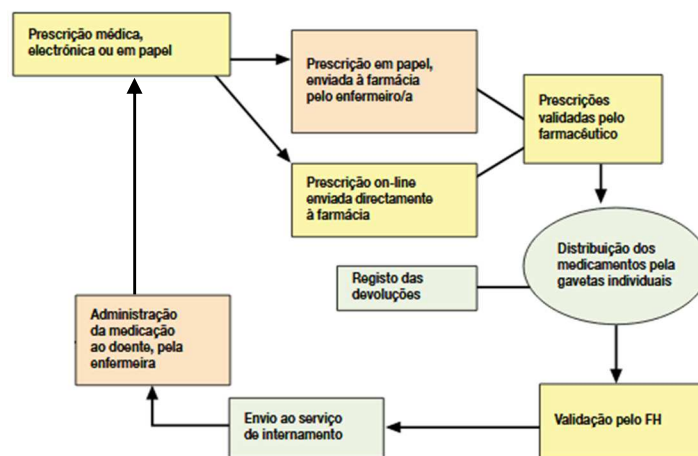 Prescrição médica,
electrónica ou em papel
Prescrição em papel,
enviada à farmácia
pelo enfermeiro/a
Prescrição on-line
enviada directamente
à farmácia
Prescrições
validadas pelo
farmacêutico
Distribuição dos
medicamentos pela
gavetas individuais
Registo das
devoluções
Validação pelo FH
Envio ao serviço
de internamento
Administração
da medicação
ao doente, pela
enfermeira